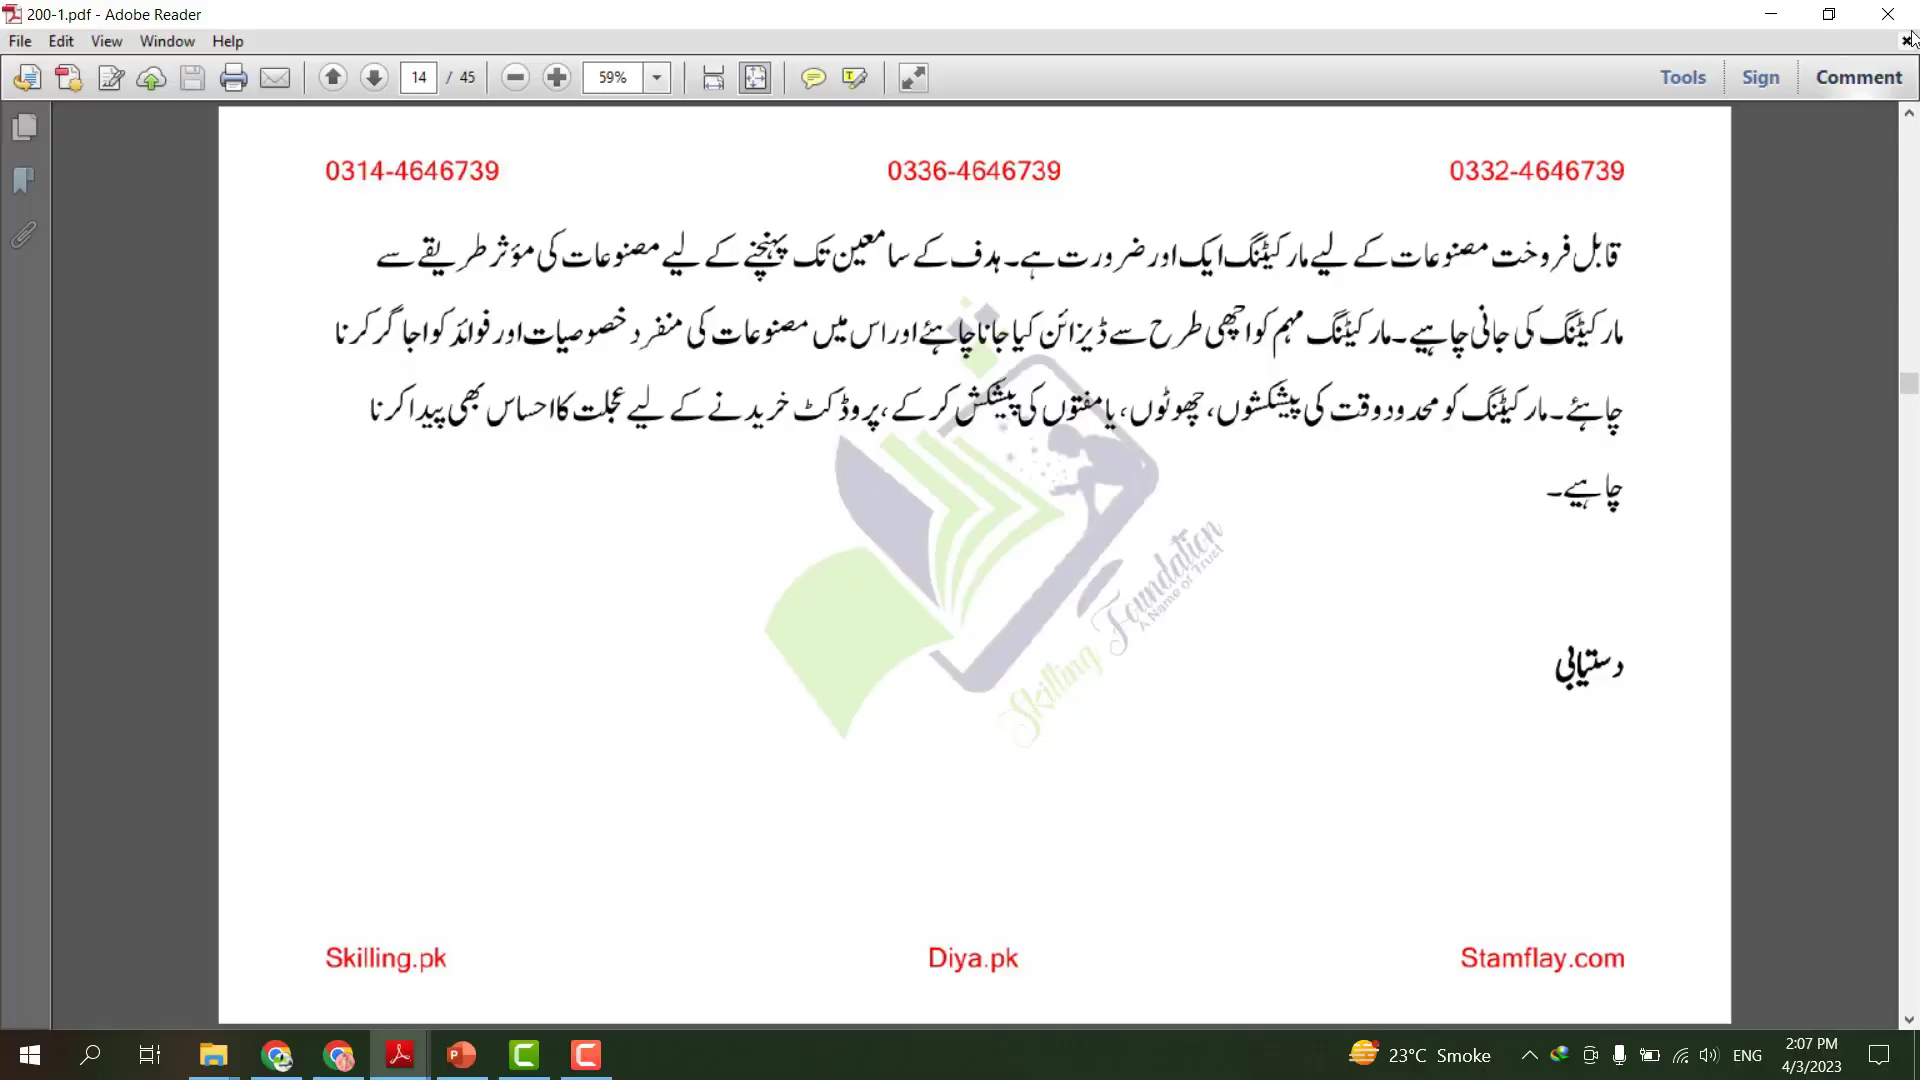 200-1.pdf - Adobe Reader
File Edit View Window Help
14 / 45 59% Tools Sign Comment
0314-4646739 0336-4646739 0332-4646739
قابل فروخت مصنوعات کے لیے مارکیٹنگ ایک اور ضرورت ہے۔ ہدف کے سامعین تک پہنچنے کے لیے مصنوعات کی مؤثر طریقے سے
مارکیٹنگ کی جانی چاہیے۔ مارکیٹنگ مہم کو اچھی طرح سے ڈیزائن کیا جانا چاہئے اور اس میں مصنوعات کی منفرد خصوصیات اور فوائد کو اجاگر کرنا
چاہئے۔ مارکیٹنگ کو محدود وقت کی پیشکشوں، چھوٹوں، یا مفتوں کی پیشکش کر کے، پروڈکٹ خریدنے کے لیے عجلت کا احساس بھی پیدا کرنا
چاہیے۔
Skilling Foundation
A Name of Trust
دستیابی
Skilling.pk Diya.pk Stamflay.com
23°C Smoke ENG 2:07 PM
4/3/2023